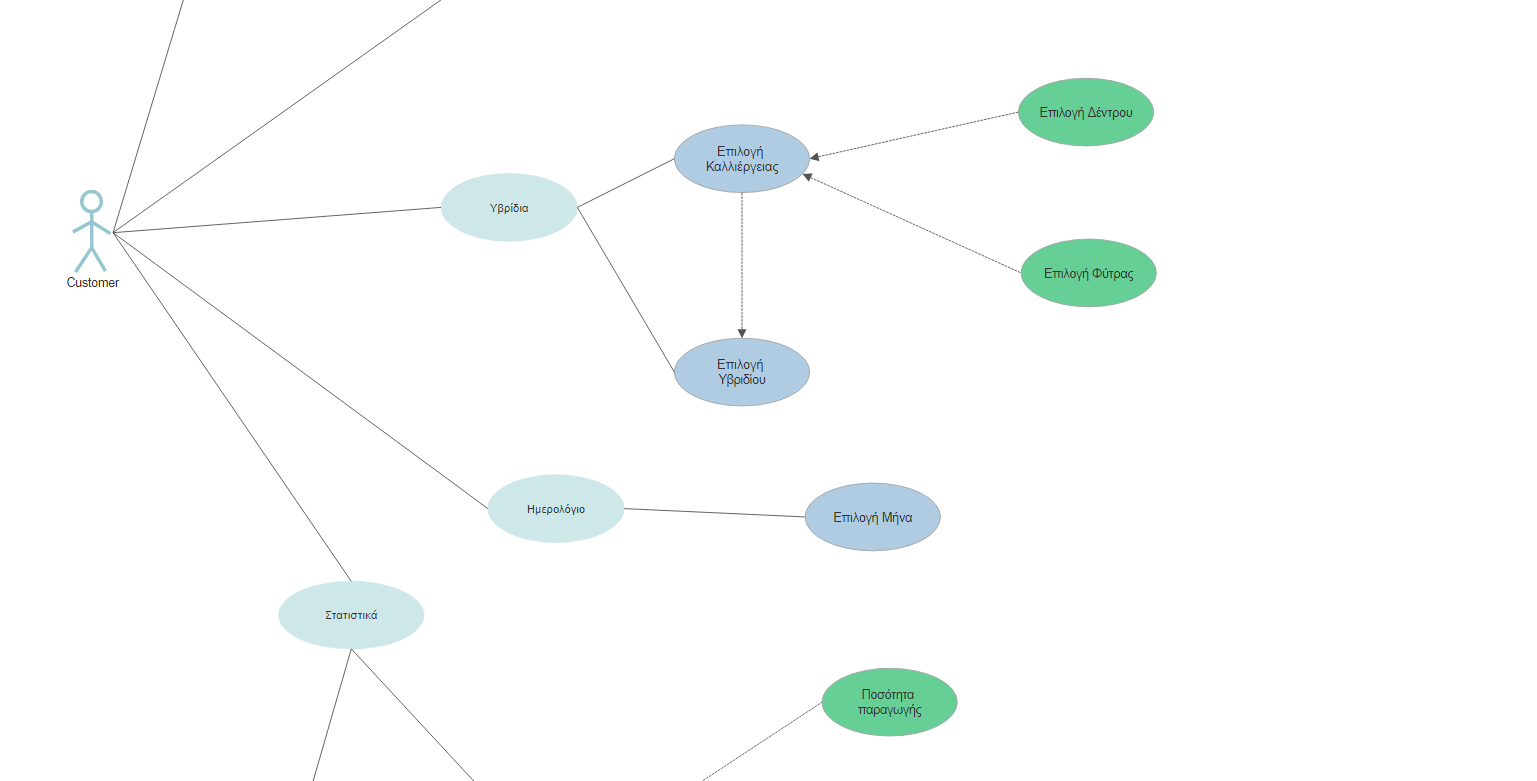 Επιλογή Δέντρου
Επιλογή
Καλλιέργειας
Υβρίδια
Customer
Επιλογή Φύτρας
Επιλογή
Υβριδίου
Ημερολόγιο
Επιλογή Μήνα
Στατιστικά
Ποσότητα
παραγωγής